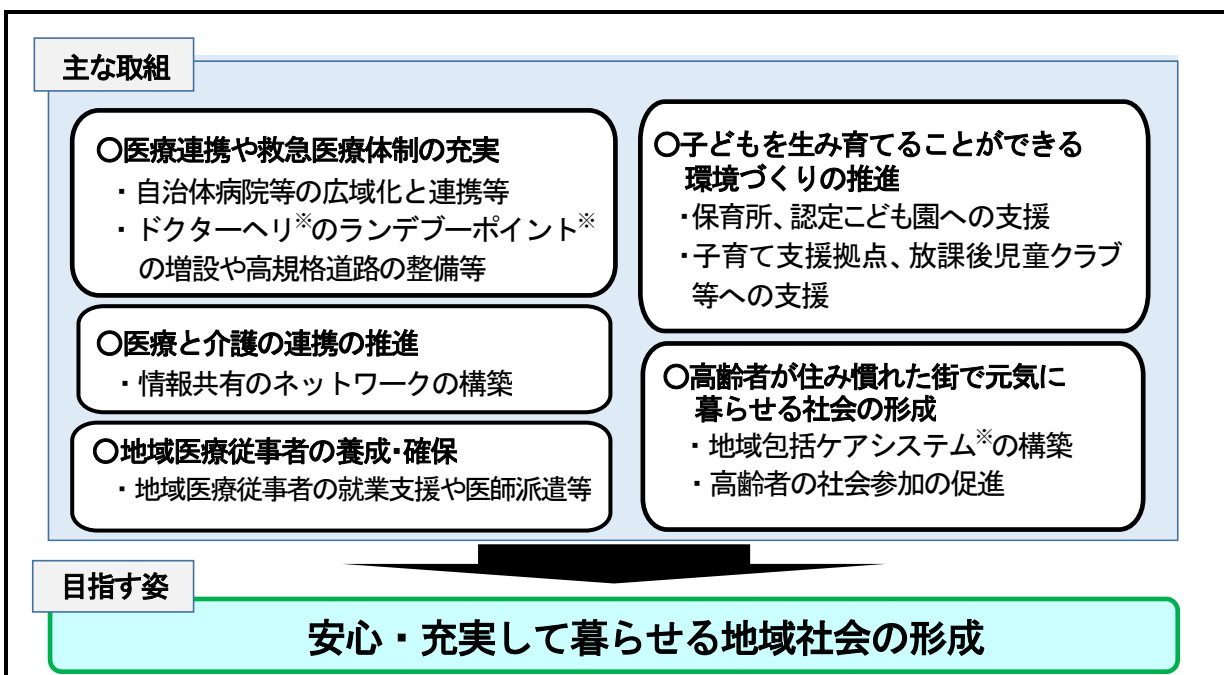 主な取組
〇医療連携や救急医療体制の充実
・自治体病院等の広域化と連携等
・ドクターヘリ※のランデブーポイント※
の増設や高規格道路の整備等
〇医療と介護の連携の推進
・情報共有のネットワークの構築
〇地域医療従事者の養成・確保
・地域医療従事者の就業支援や医師派遣等
〇子どもを生み育てることができる
環境づくりの推進
・保育所、認定こども園への支援
・子育て支援拠点、放課後児童クラブ
等への支援
〇高齢者が住み慣れた街で元気に
暮らせる社会の形成
・地域包括ケアシステム※の構築
・高齢者の社会参加の促進
目指す姿
安心・充実して暮らせる地域社会の形成